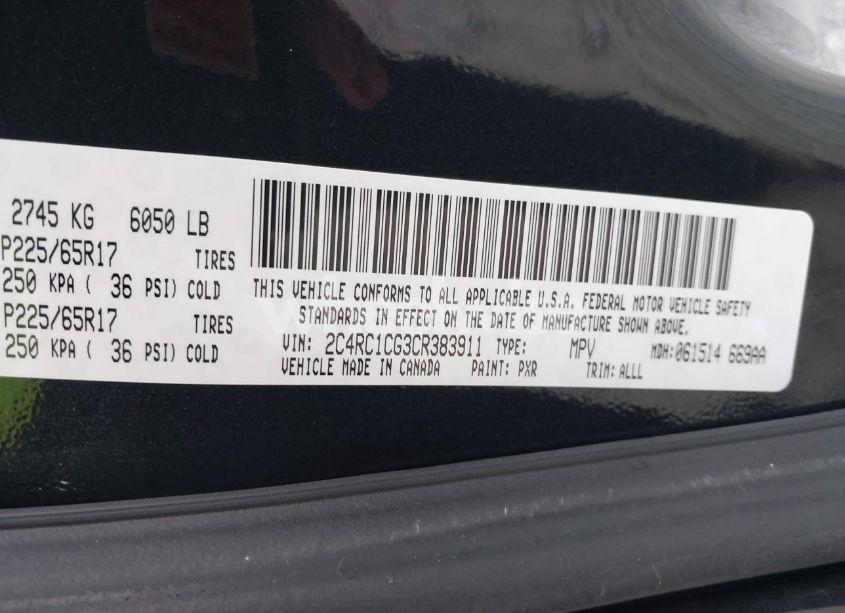 2745 KG 6050 LB
P225/65R17 TIRES
250 KPA ( 36 PSI) COLD
P225/65R17 TIRES
250 KPA ( 36 PSI) COLD
THIS VEHICLE CONFORMS TO ALL APPLICABLE U.S.A. FEDERAL MOTOR VEHICLE SAFETY
STANDARDS IN EFFECT ON THE DATE OF MANUFACTURE SHOWN ABOVE.
VIN: 2C4RC1CG3CR383911 TYPE: MPV MDH:061514 669AA
VEHICLE MADE IN CANADA PAINT: PXR TRIM: ALLL